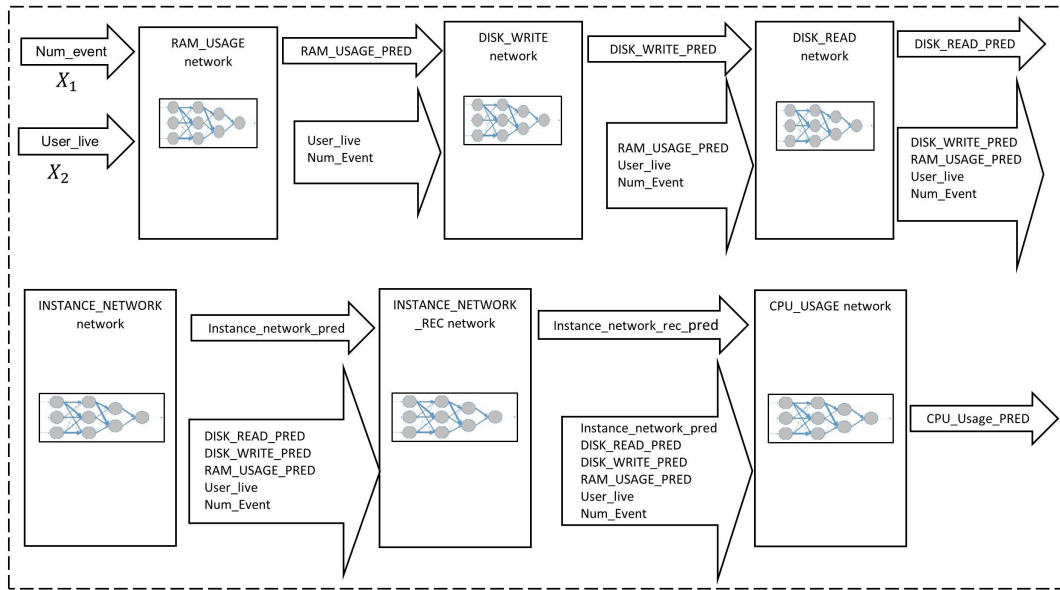 Num_event
X₁
User_live
X₂
RAM_USAGE
network
RAM_USAGE_PRED
User_live
Num_Event
DISK_WRITE
network
DISK_WRITE_PRED
RAM_USAGE_PRED
User_live
Num_Event
DISK_READ
network
DISK_READ_PRED
DISK_WRITE_PRED
RAM_USAGE_PRED
User_live
Num_Event
INSTANCE_NETWORK
network
Instance_network_pred
DISK_READ_PRED
DISK_WRITE_PRED
RAM_USAGE_PRED
User_live
Num_Event
INSTANCE_NETWORK
_REC network
Instance_network_rec_pred
Instance_network_pred
DISK_READ_PRED
DISK_WRITE_PRED
RAM_USAGE_PRED
User_live
Num_Event
CPU_USAGE network
CPU_Usage_PRED